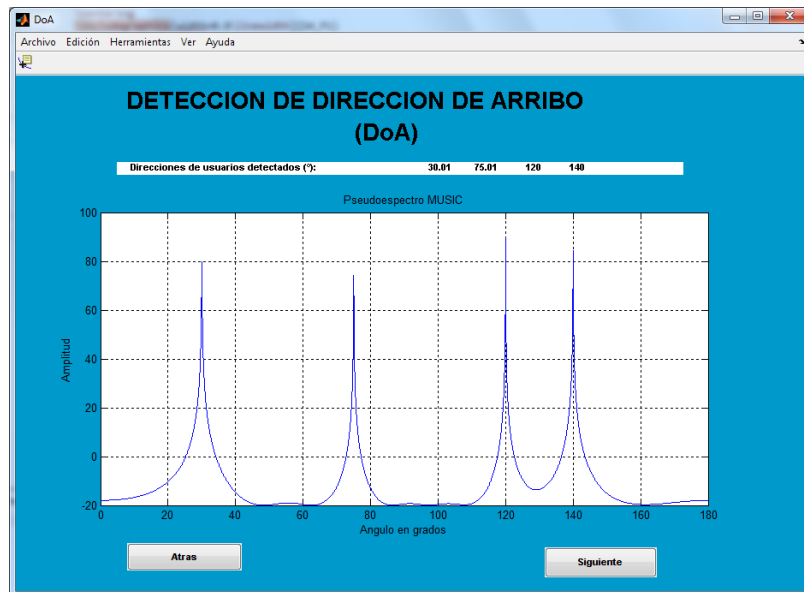 DoA
Archivo Edición Herramientas Ver Ayuda
DETECCION DE DIRECCION DE ARRIBO
(DoA)
Direcciones de usuarios detectados (º): 30.01 75.01 120 140
Pseudoespectro MUSIC
100
80
60
40
20
0
-20
Amplitud
0 20 40 60 80 100 120 140 160 180
Angulo en grados
Atras
Siguiente